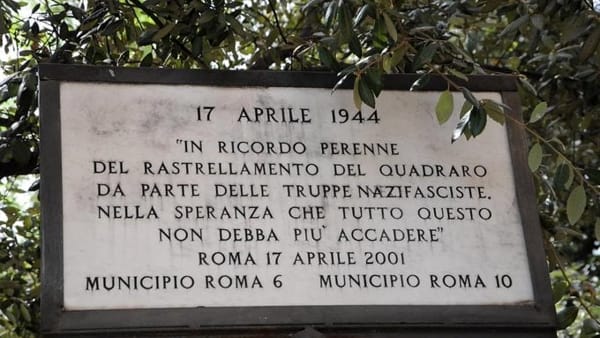 17 APRILE 1944
"IN RICORDO PERENNE
DEL RASTRELLAMENTO DEL QUADRARO
DA PARTE DELLE TRUPPE NAZIFASCISTE.
NELLA SPERANZA CHE TUTTO QUESTO
NON DEBBA PIU' ACCADERE"
ROMA 17 APRILE 2001
MUNICIPIO ROMA 6 MUNICIPIO ROMA 10